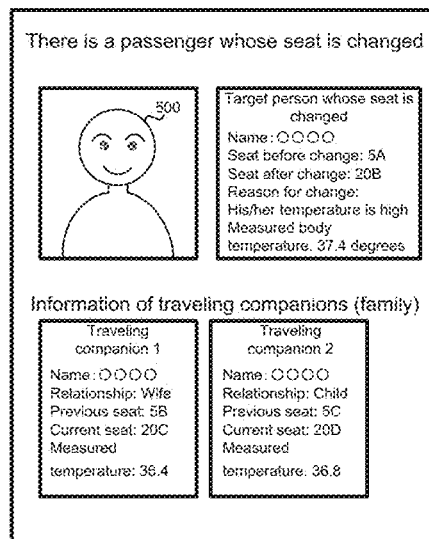 There is a passenger whose seat is changed
500
Target person whose seat is
changed
Name: ○○○○
Seat before change: 5A
Seat after change: 20B
Reason for change:
His/her temperature is high
Measured body
temperature: 37.4 degrees
Information of traveling companions (family)
Traveling
companion 1
Name: ○○○○
Relationship: Wife
Previous seat: 5B
Current seat: 20C
Measured
temperature: 36.4
Traveling
companion 2
Name: ○○○○
Relationship: Child
Previous seat: 5C
Current seat: 20D
Measured
temperature: 36.8